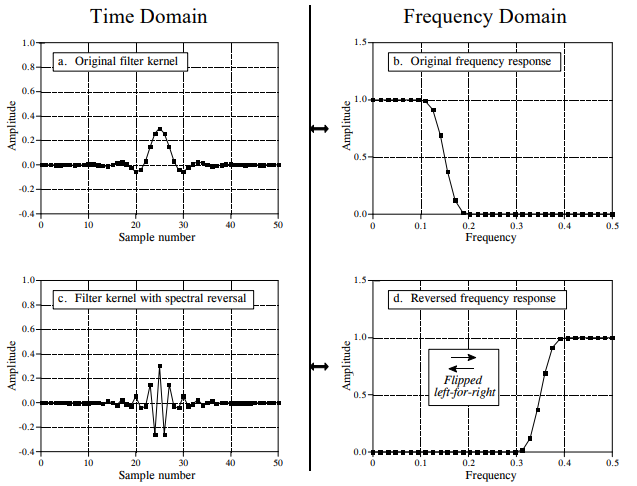 Time Domain
Frequency Domain
1.0
0.8
0.6
0.4
0.2
0.0
-0.2
-0.4
Amplitude
a. Original filter kernel
0 10 20 30 40 50
Sample number
1.5
1.0
0.5
0.0
Amplitude
b. Original frequency response
0 0.1 0.2 0.3 0.4 0.5
Frequency
1.0
0.8
0.6
0.4
0.2
0.0
-0.2
-0.4
Amplitude
c. Filter kernel with spectral reversal
0 10 20 30 40 50
Sample number
1.5
1.0
0.5
0.0
Amplitude
d. Reversed frequency response
Flipped
left-for-right
0 0.1 0.2 0.3 0.4 0.5
Frequency